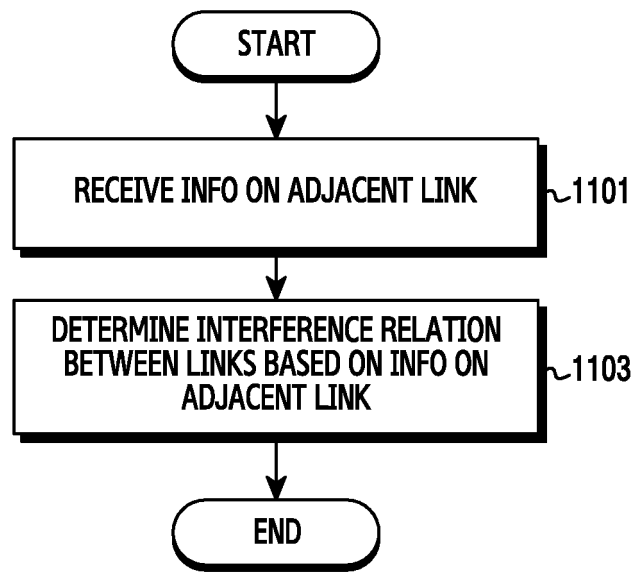 START
RECEIVE INFO ON ADJACENT LINK
1101
DETERMINE INTERFERENCE RELATION
BETWEEN LINKS BASED ON INFO ON
ADJACENT LINK
1103
END